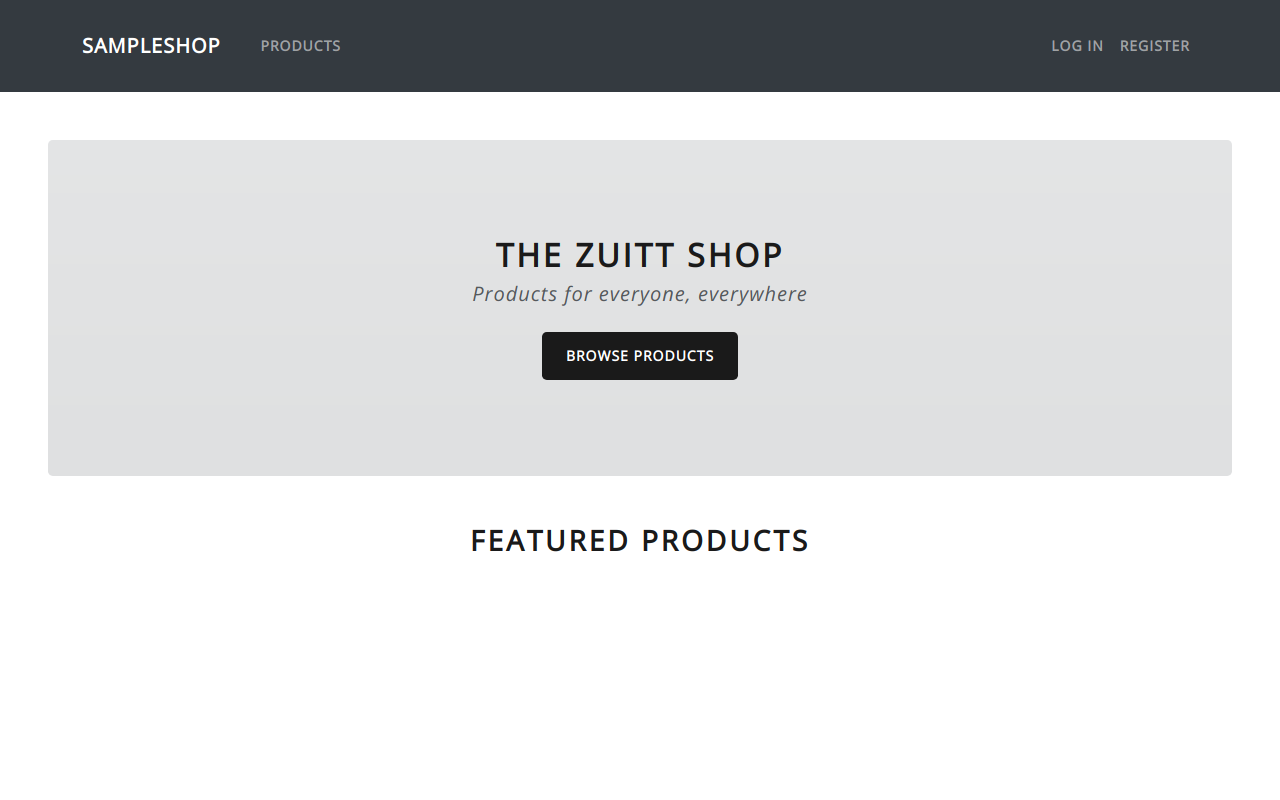 SAMPLESHOP PRODUCTS LOG IN REGISTER
THE ZUITT SHOP
Products for everyone, everywhere
BROWSE PRODUCTS
FEATURED PRODUCTS